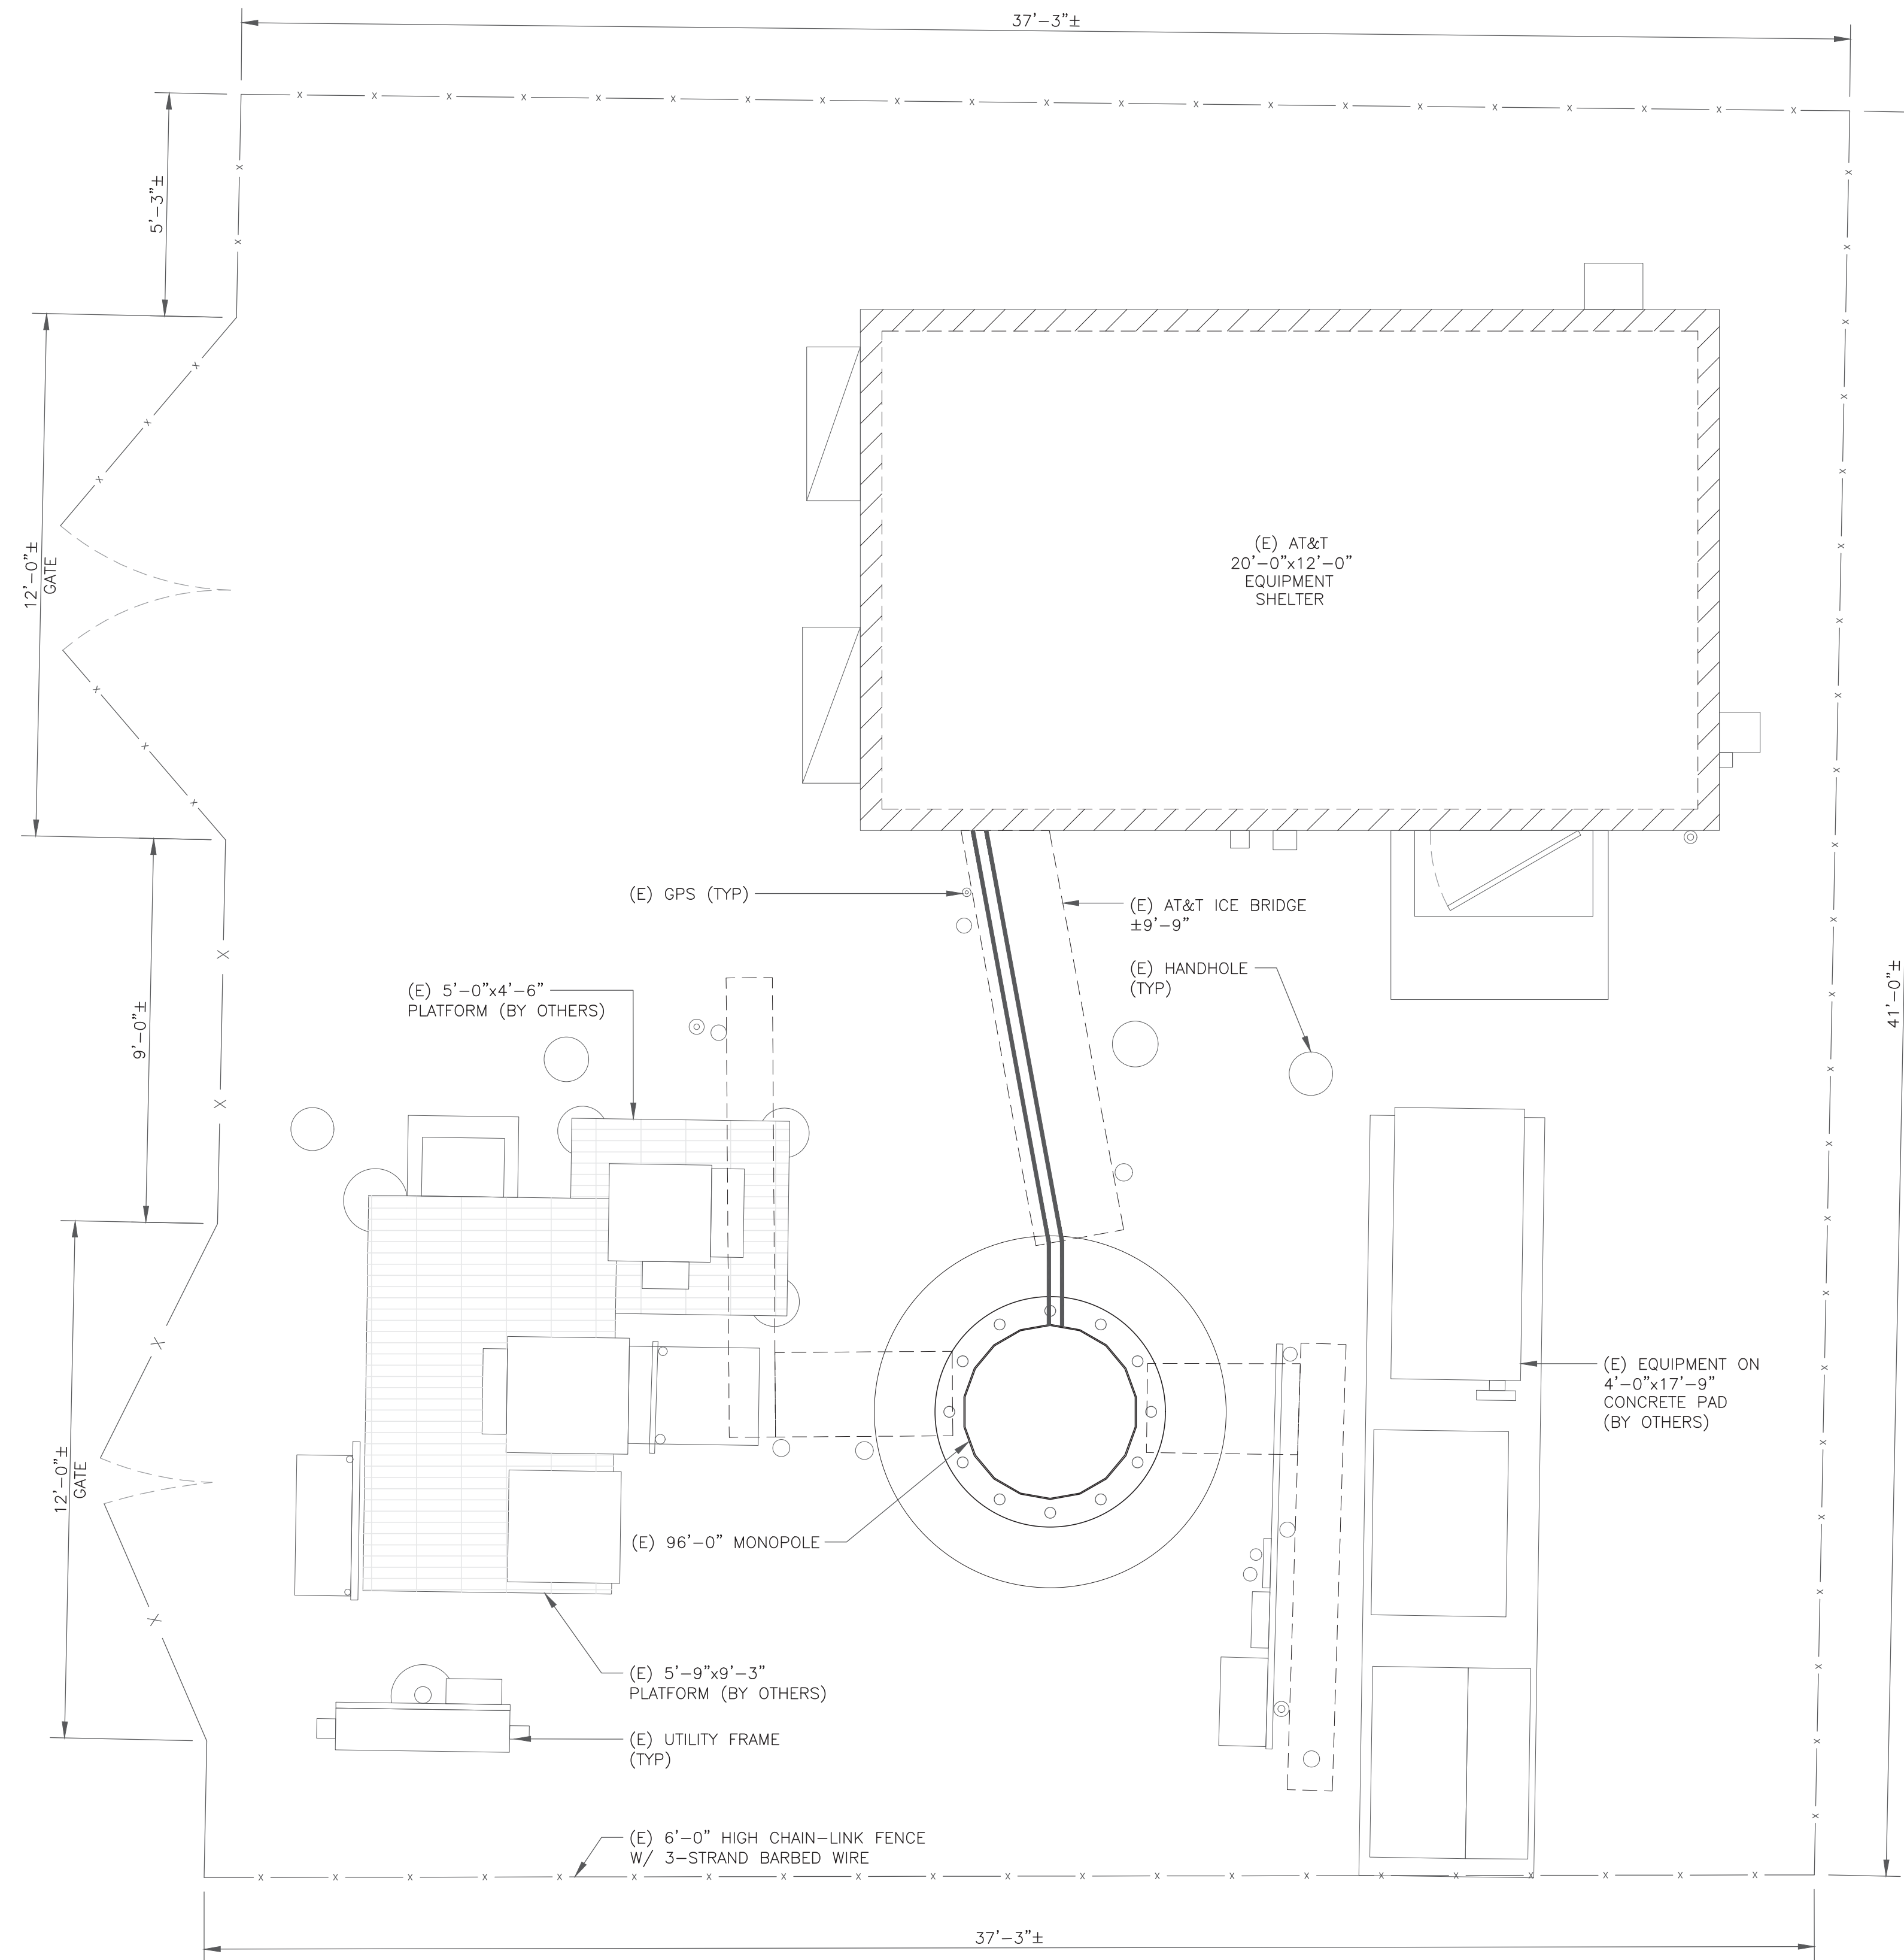 37'-3"±
5'-3"±
12'-0"±
GATE
(E) AT&T
20'-0"x12'-0"
EQUIPMENT
SHELTER
(E) GPS (TYP)
(E) AT&T ICE BRIDGE
±9'-9"
(E) HANDHOLE
(TYP)
(E) 5'-0"x4'-6"
PLATFORM (BY OTHERS)
9'-0"±
41'-0"±
(E) EQUIPMENT ON
4'-0"x17'-9"
CONCRETE PAD
(BY OTHERS)
12'-0"±
GATE
(E) 96'-0" MONOPOLE
(E) 5'-9"x9'-3"
PLATFORM (BY OTHERS)
(E) UTILITY FRAME
(TYP)
(E) 6'-0" HIGH CHAIN-LINK FENCE
W/ 3-STRAND BARBED WIRE
37'-3"±